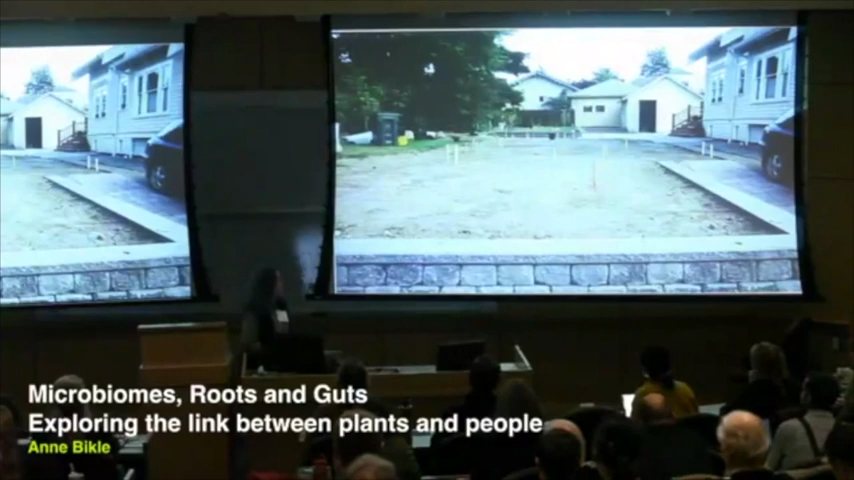 Microbiomes, Roots and Guts
Exploring the link between plants and people
Anne Bikle